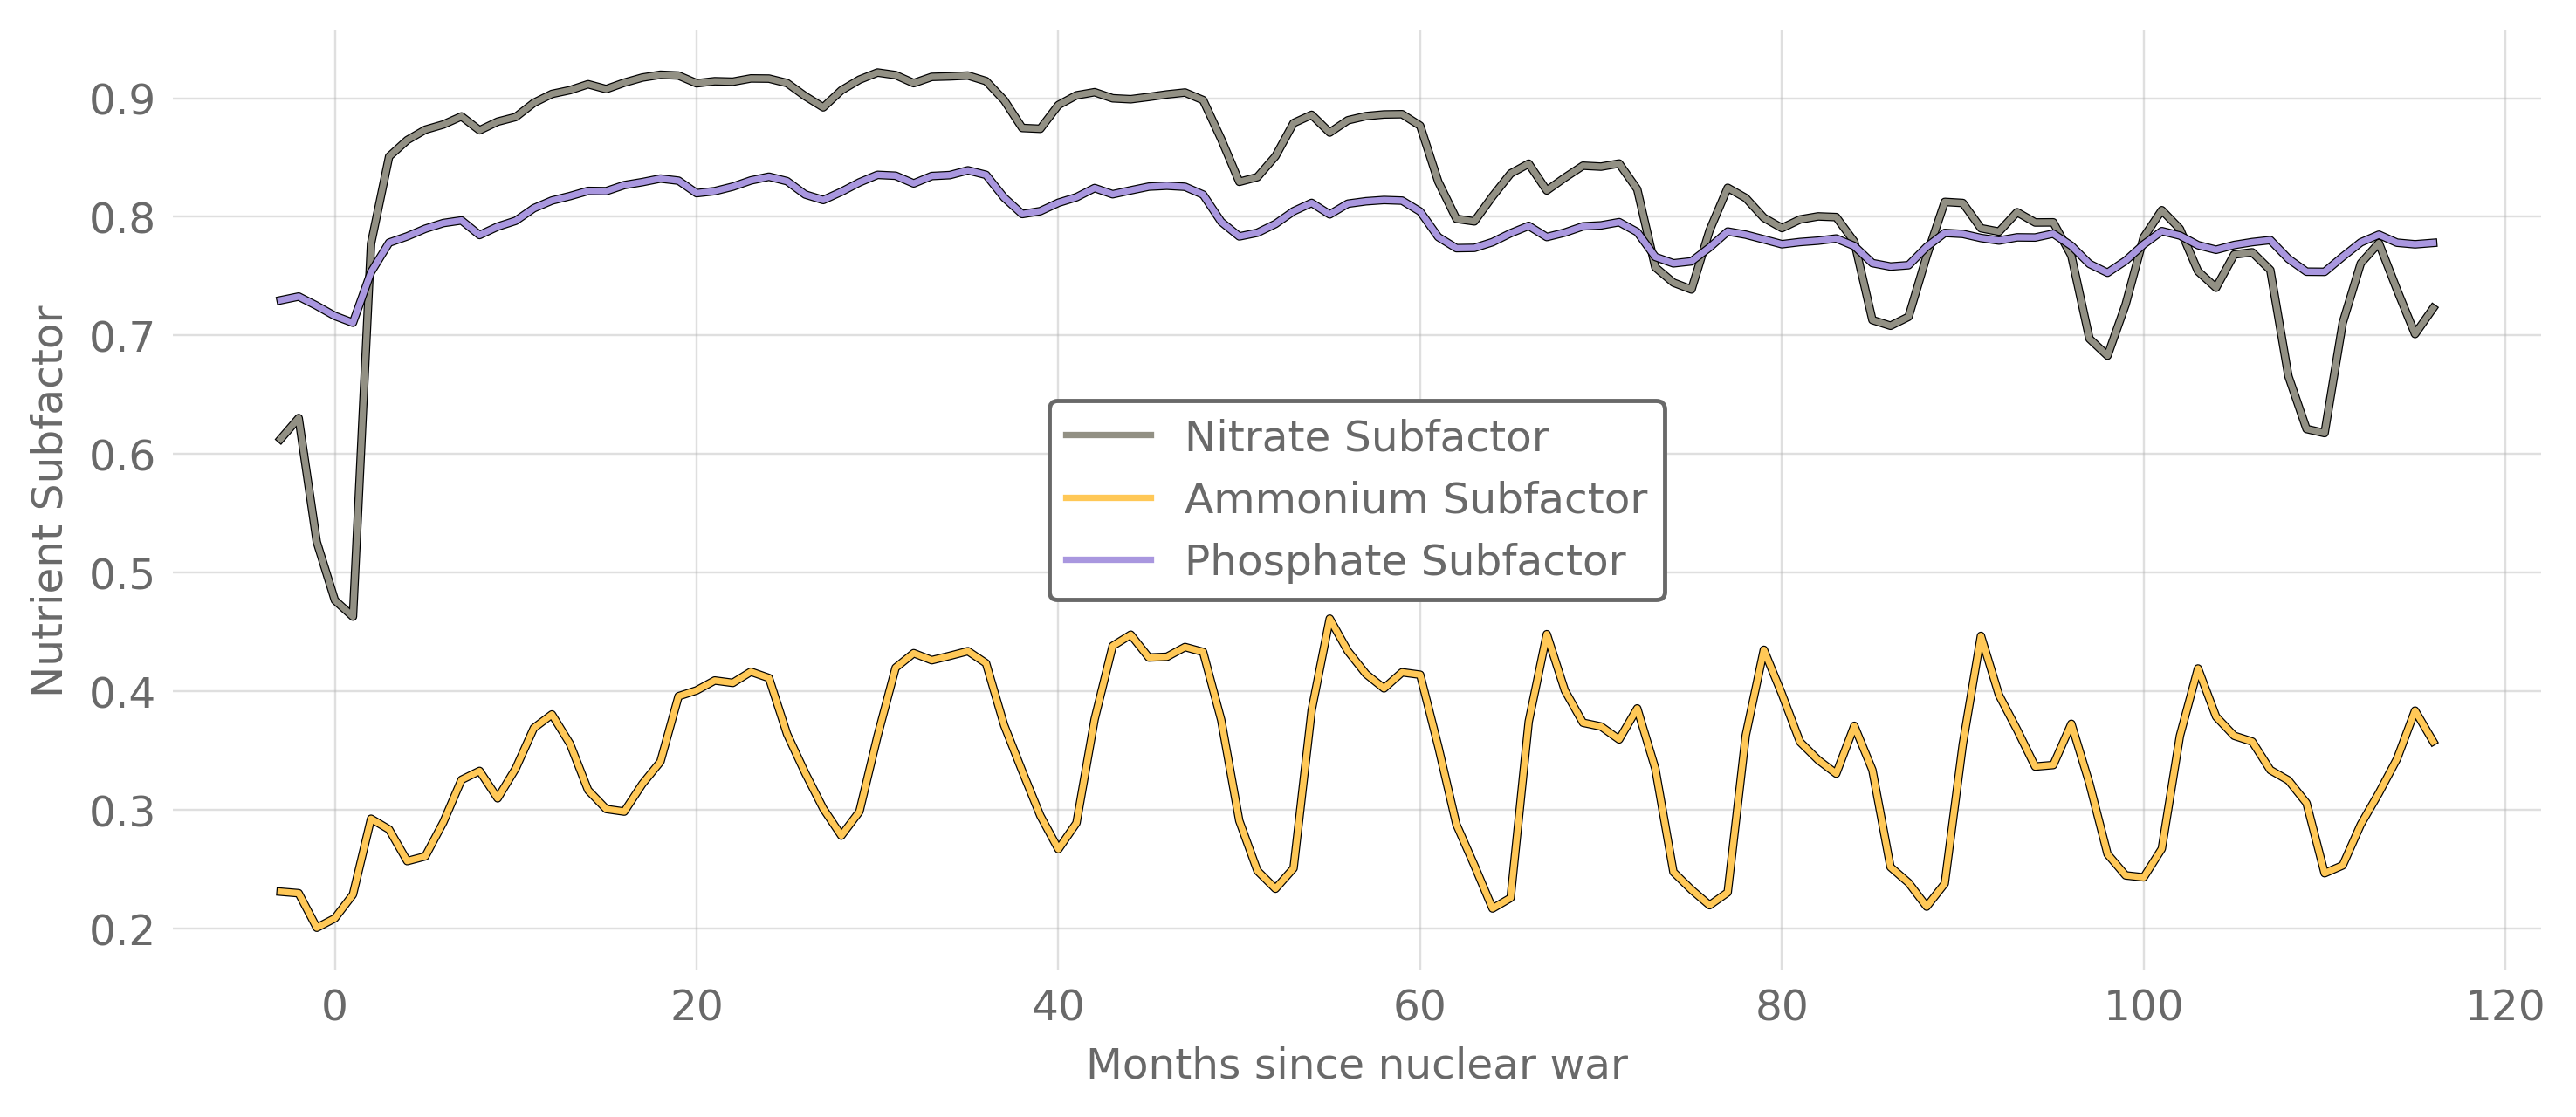 Nutrient Subfactor
0.9
0.8
0.7
0.6
0.5
0.4
0.3
0.2
Nitrate Subfactor
Ammonium Subfactor
Phosphate Subfactor
0 20 40 60 80 100 120
Months since nuclear war